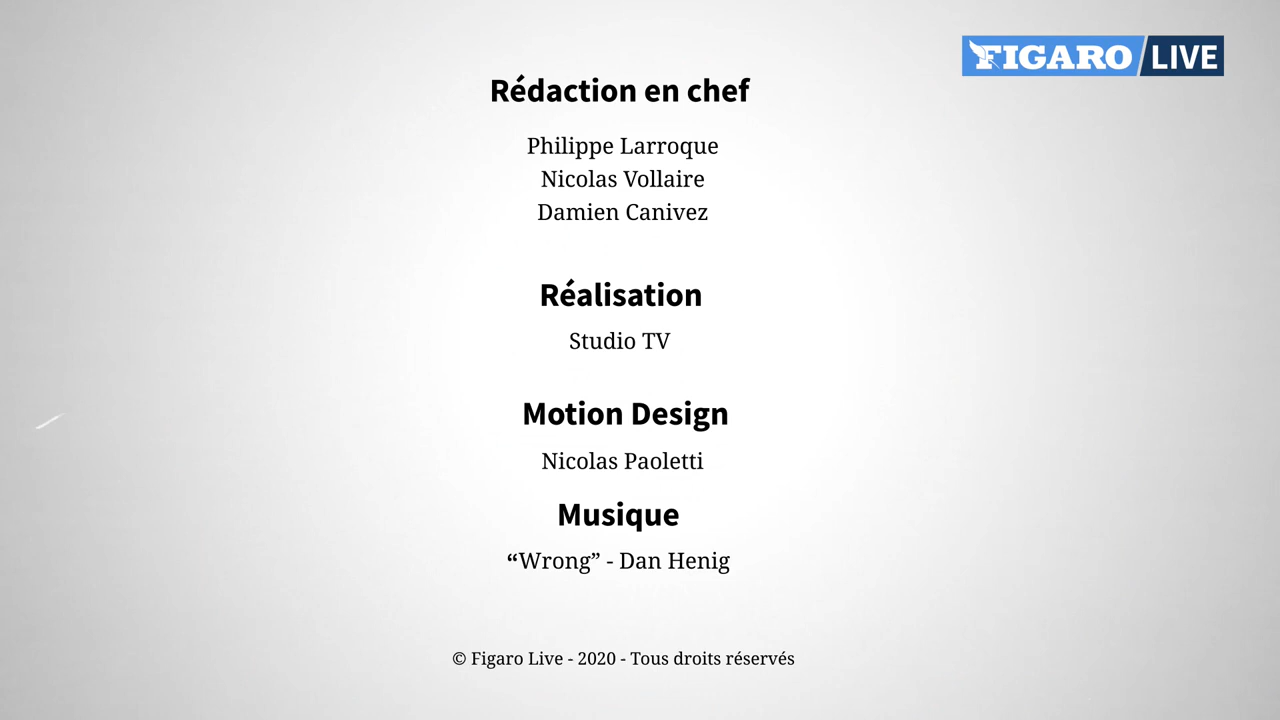 FIGARO LIVE
Rédaction en chef
Philippe Larroque
Nicolas Vollaire
Damien Canivez
Réalisation
Studio TV
Motion Design
Nicolas Paoletti
Musique
“Wrong” - Dan Henig
© Figaro Live - 2020 - Tous droits réservés